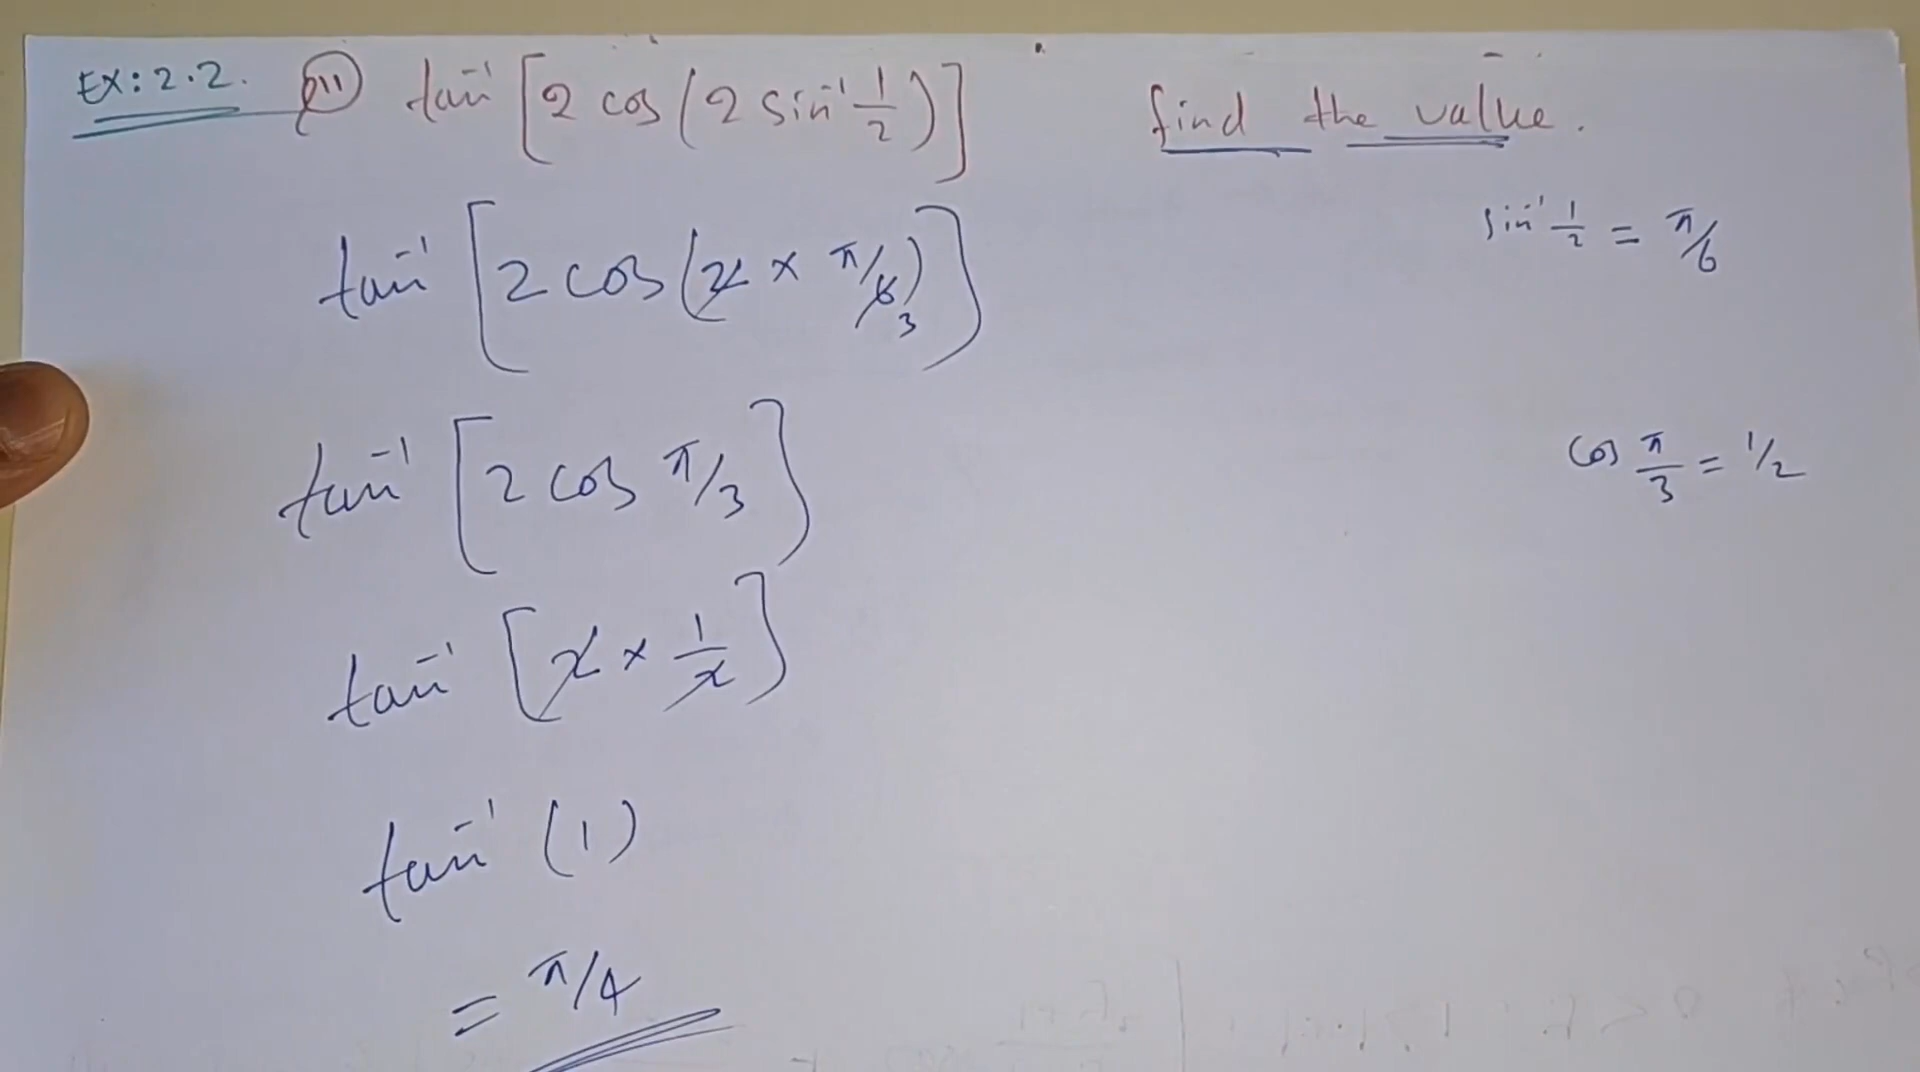 EX: 2.2. 11 tan⁻¹ [2 cos (2 sin⁻¹ 1/2)] find the value.
sin⁻¹ 1/2 = π/6
tan⁻¹ [2 cos (2 × π/6)] 3
tan⁻¹ [2 cos π/3]
cos π/3 = 1/2
tan⁻¹ [2 × 1/2]
tan⁻¹ (1)
= π/4